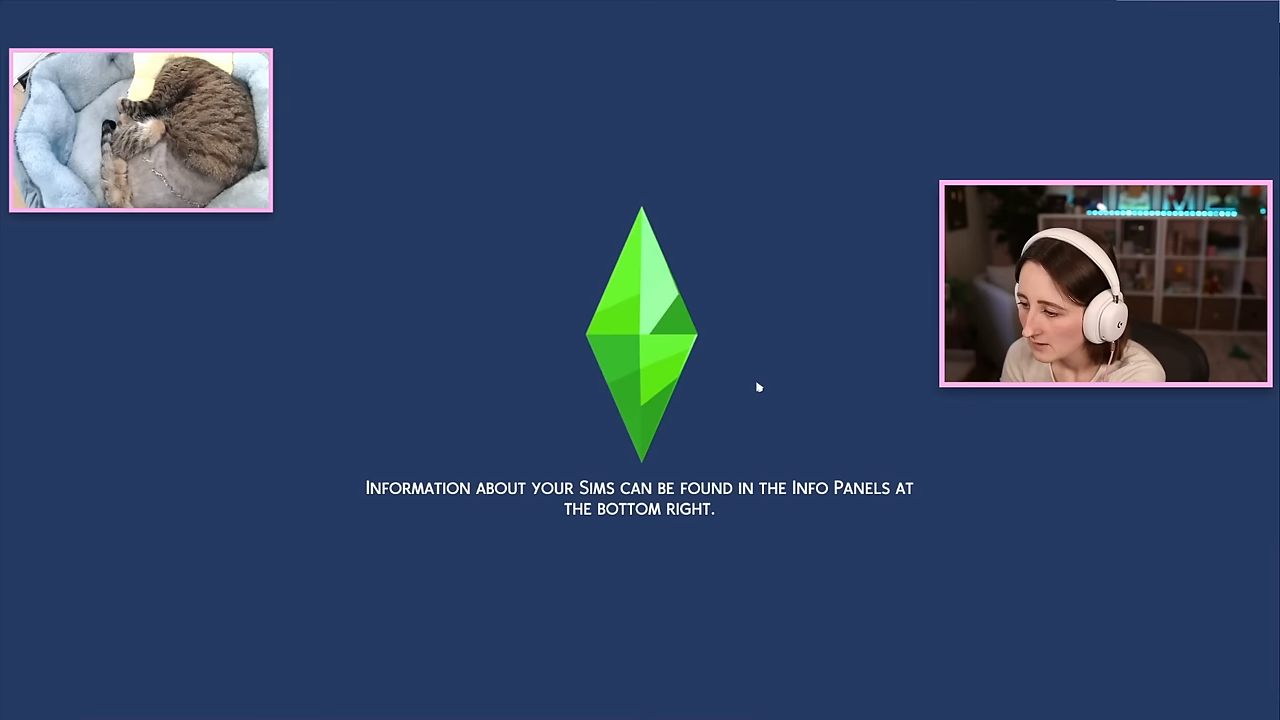 Information about your Sims can be found in the Info Panels at
the bottom right.